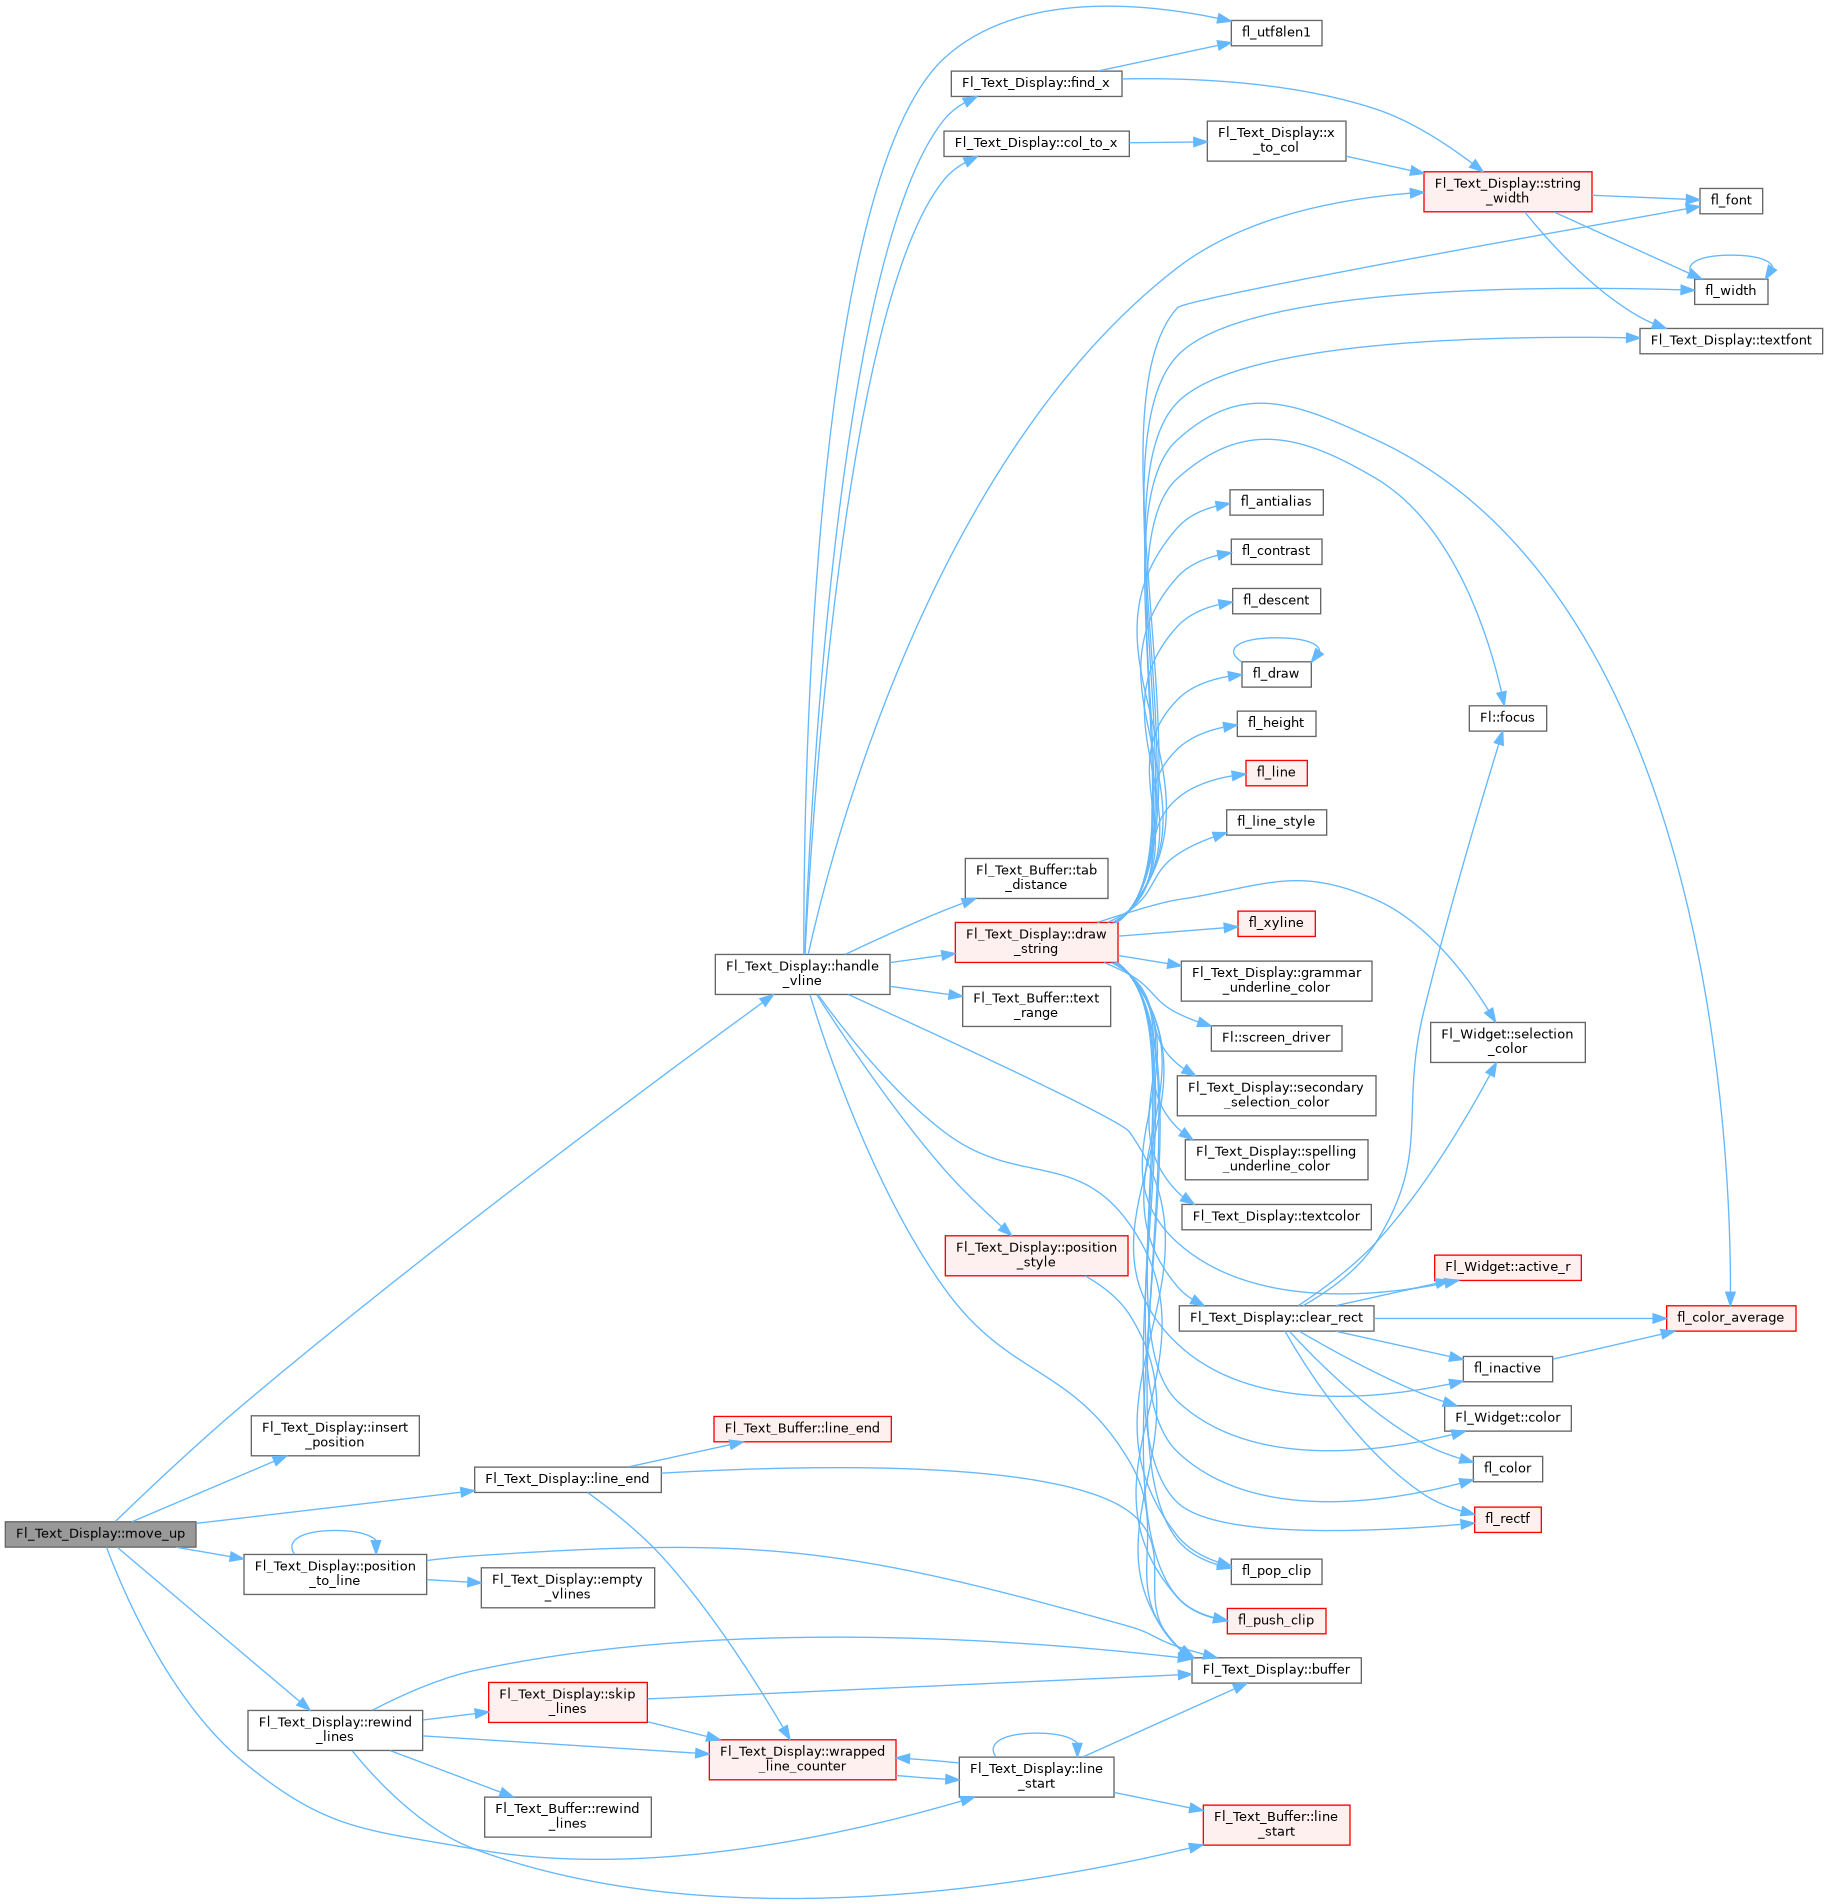 fl_utf8len1
Fl_Text_Display::find_x
Fl_Text_Display::col_to_x
Fl_Text_Display::x
_to_col
Fl_Text_Display::string
_width
fl_font
fl_width
Fl_Text_Display::textfont
fl_antialias
fl_contrast
fl_descent
fl_draw
Fl::focus
fl_height
fl_line
fl_line_style
Fl_Text_Buffer::tab
_distance
fl_xyline
Fl_Text_Display::draw
_string
Fl_Text_Display::handle
_vline
Fl_Text_Display::grammar
_underline_color
Fl_Text_Buffer::text
_range
Fl::screen_driver
Fl_Widget::selection
_color
Fl_Text_Display::secondary
_selection_color
Fl_Text_Display::spelling
_underline_color
Fl_Text_Display::textcolor
Fl_Text_Display::position
_style
Fl_Widget::active_r
Fl_Text_Display::clear_rect
fl_color_average
fl_inactive
Fl_Widget::color
Fl_Text_Display::insert
_position
Fl_Text_Buffer::line_end
Fl_Text_Display::line_end
fl_color
fl_rectf
Fl_Text_Display::move_up
Fl_Text_Display::position
_to_line
Fl_Text_Display::empty
_vlines
fl_pop_clip
fl_push_clip
Fl_Text_Display::buffer
Fl_Text_Display::skip
_lines
Fl_Text_Display::rewind
_lines
Fl_Text_Display::wrapped
_line_counter
Fl_Text_Display::line
_start
Fl_Text_Buffer::rewind
_lines
Fl_Text_Buffer::line
_start